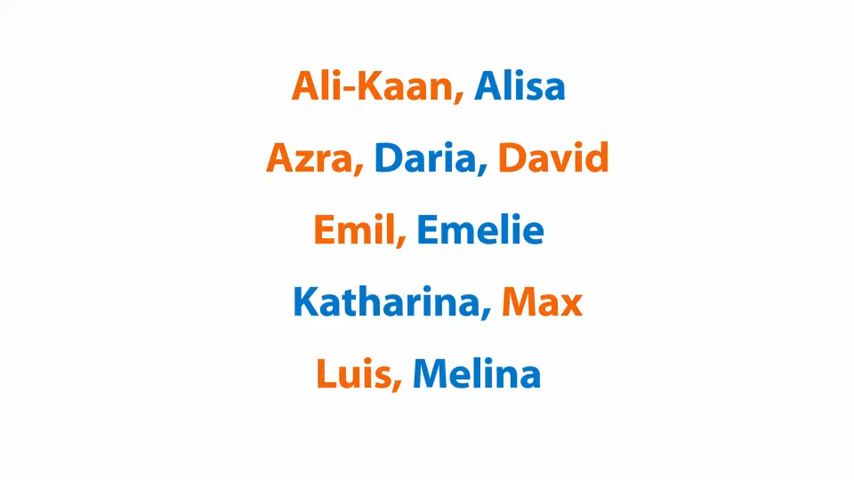 Ali-Kaan, Alisa
Azra, Daria, David
Emil, Emelie
Katharina, Max
Luis, Melina